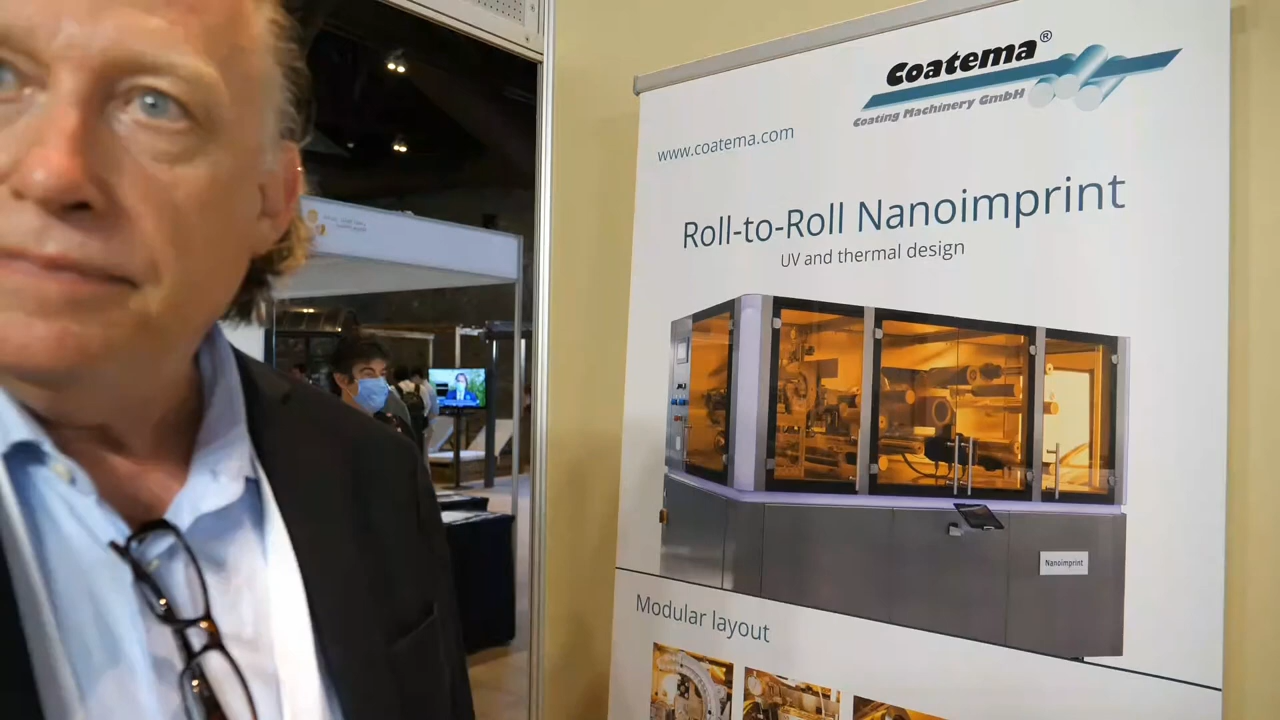 Coatema®
Coating Machinery GmbH
www.coatema.com
Roll-to-Roll Nanoimprint
UV and thermal design
Nanoimprint
Modular layout